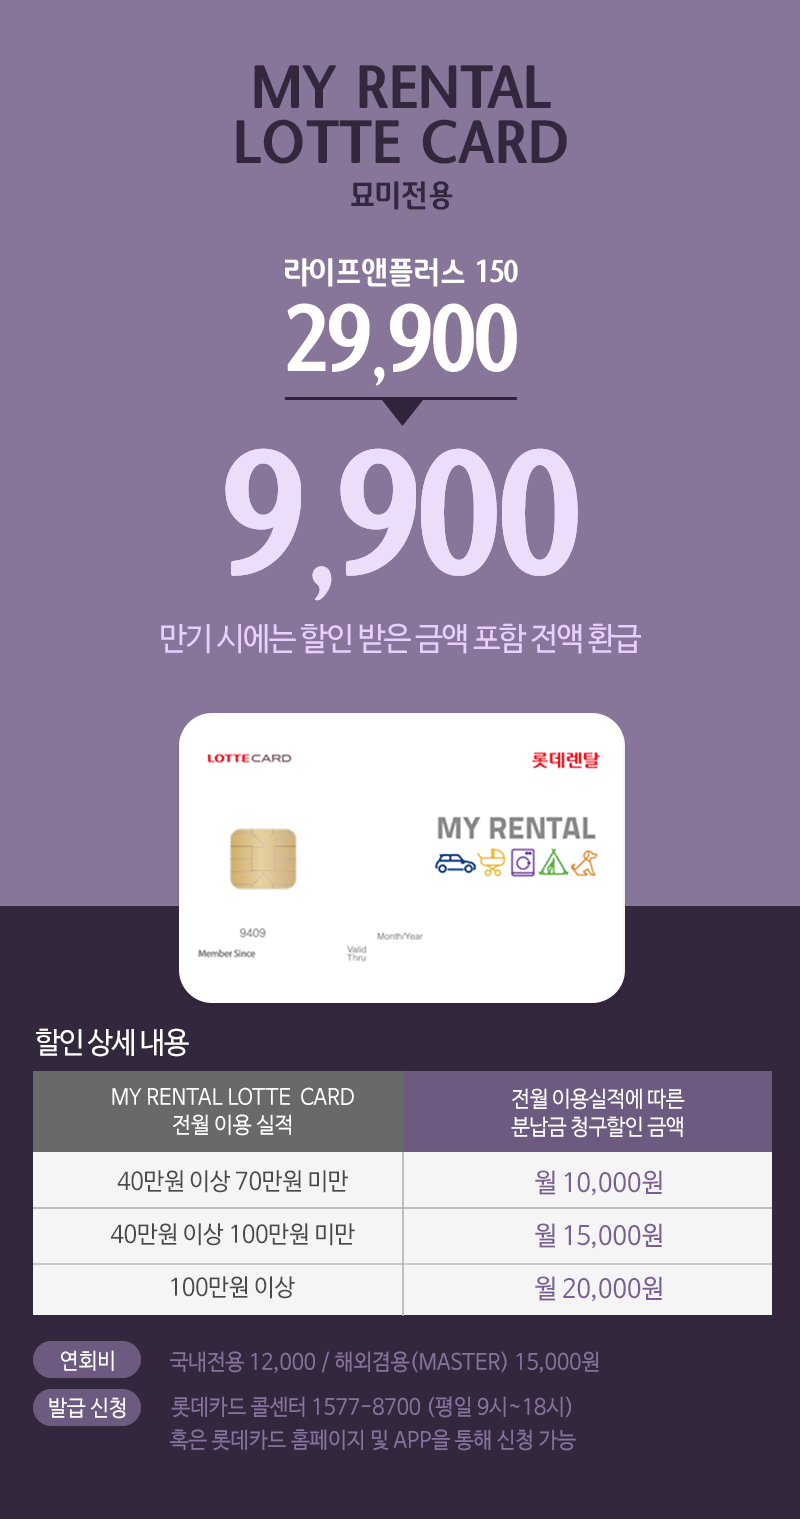 MY RENTAL
LOTTE CARD
묘미전용
라이프앤플러스 150
29,900
9,900
만기 시에는 할인 받은 금액 포함 전액 환급
LOTTECARD
롯데렌탈
MY RENTAL
9409
Month/Year
Member Since
Valid
Thru
할인 상세 내용
MY RENTAL LOTTE CARD
전월 이용 실적
전월 이용실적에 따른
분납금 청구할인 금액
40만원 이상 70만원 미만
월 10,000원
40만원 이상 100만원 미만
월 15,000원
100만원 이상
월 20,000원
연회비
국내전용 12,000 / 해외겸용(MASTER) 15,000원
발급 신청
롯데카드 콜센터 1577-8700 (평일 9시~18시)
혹은 롯데카드 홈페이지 및 APP을 통해 신청 가능